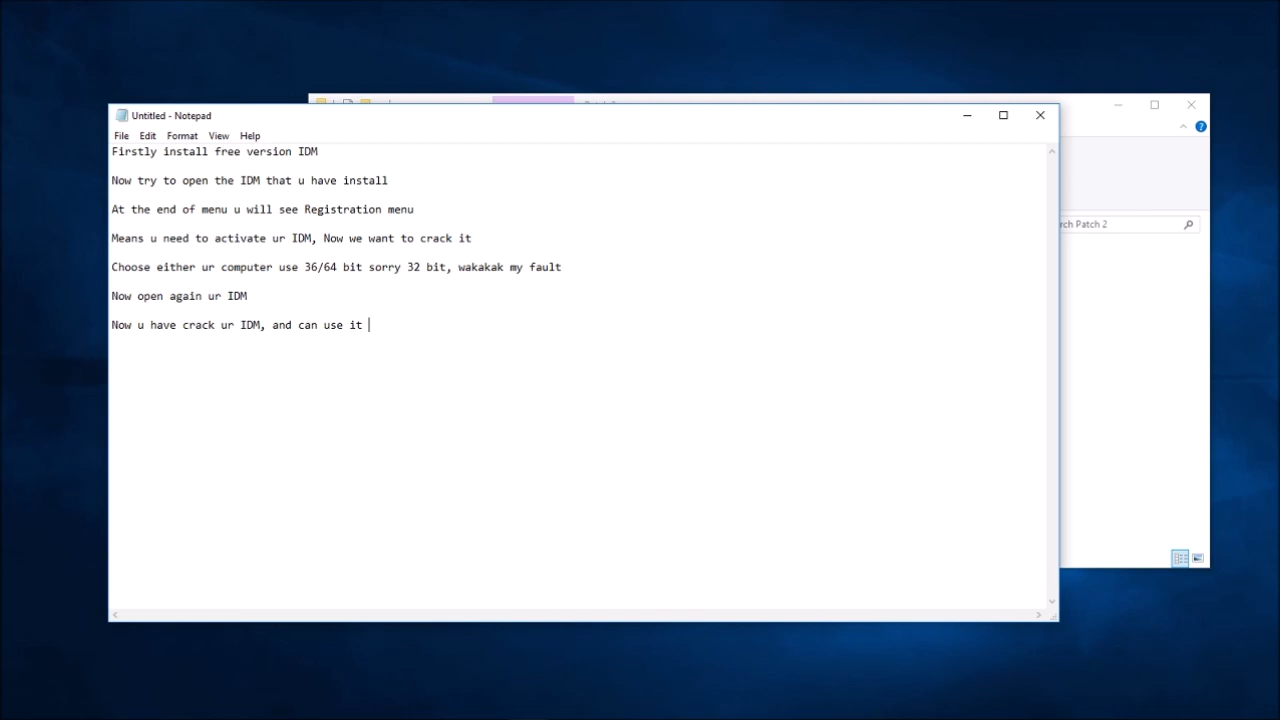 Untitled - Notepad
File Edit Format View Help
Firstly install free version IDM
Now try to open the IDM that u have install
At the end of menu u will see Registration menu
Means u need to activate ur IDM, Now we want to crack it
Choose either ur computer use 36/64 bit sorry 32 bit, wakakak my fault
Now open again ur IDM
Now u have crack ur IDM, and can use it
rch Patch 2